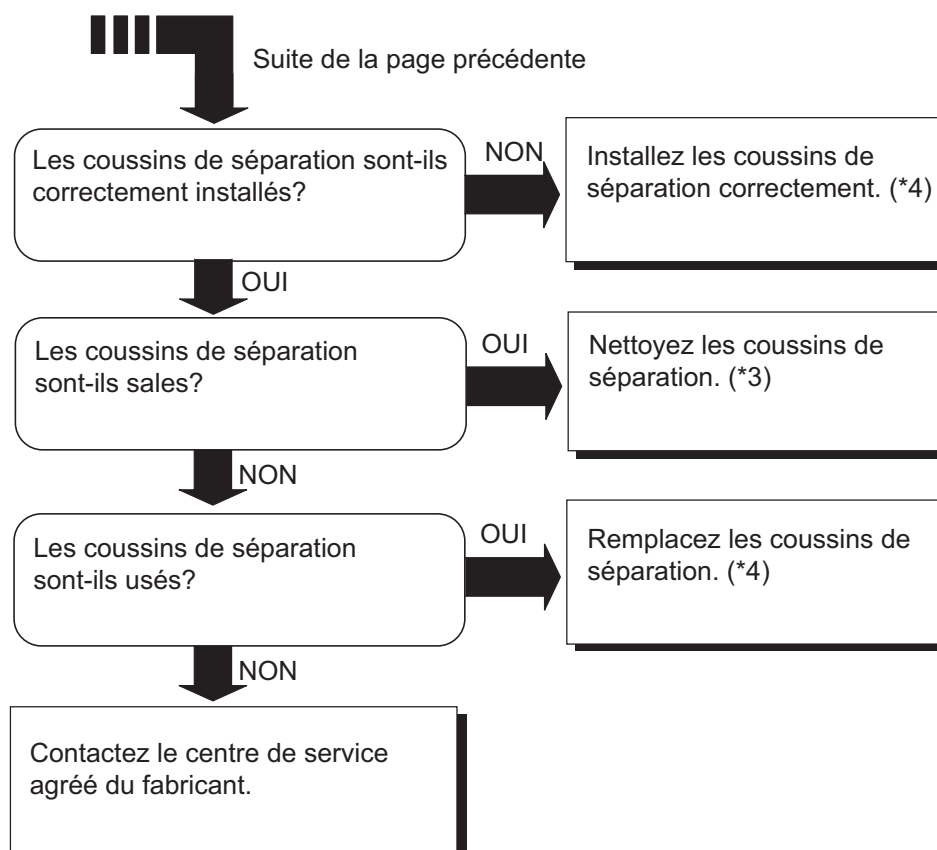 Suite de la page précédente
Les coussins de séparation sont-ils
correctement installés?
NON
Installez les coussins de
séparation correctement. (*4)
OUI
Les coussins de séparation
sont-ils sales?
OUI
Nettoyez les coussins de
séparation. (*3)
NON
Les coussins de séparation
sont-ils usés?
OUI
Remplacez les coussins de
séparation. (*4)
NON
Contactez le centre de service
agréé du fabricant.